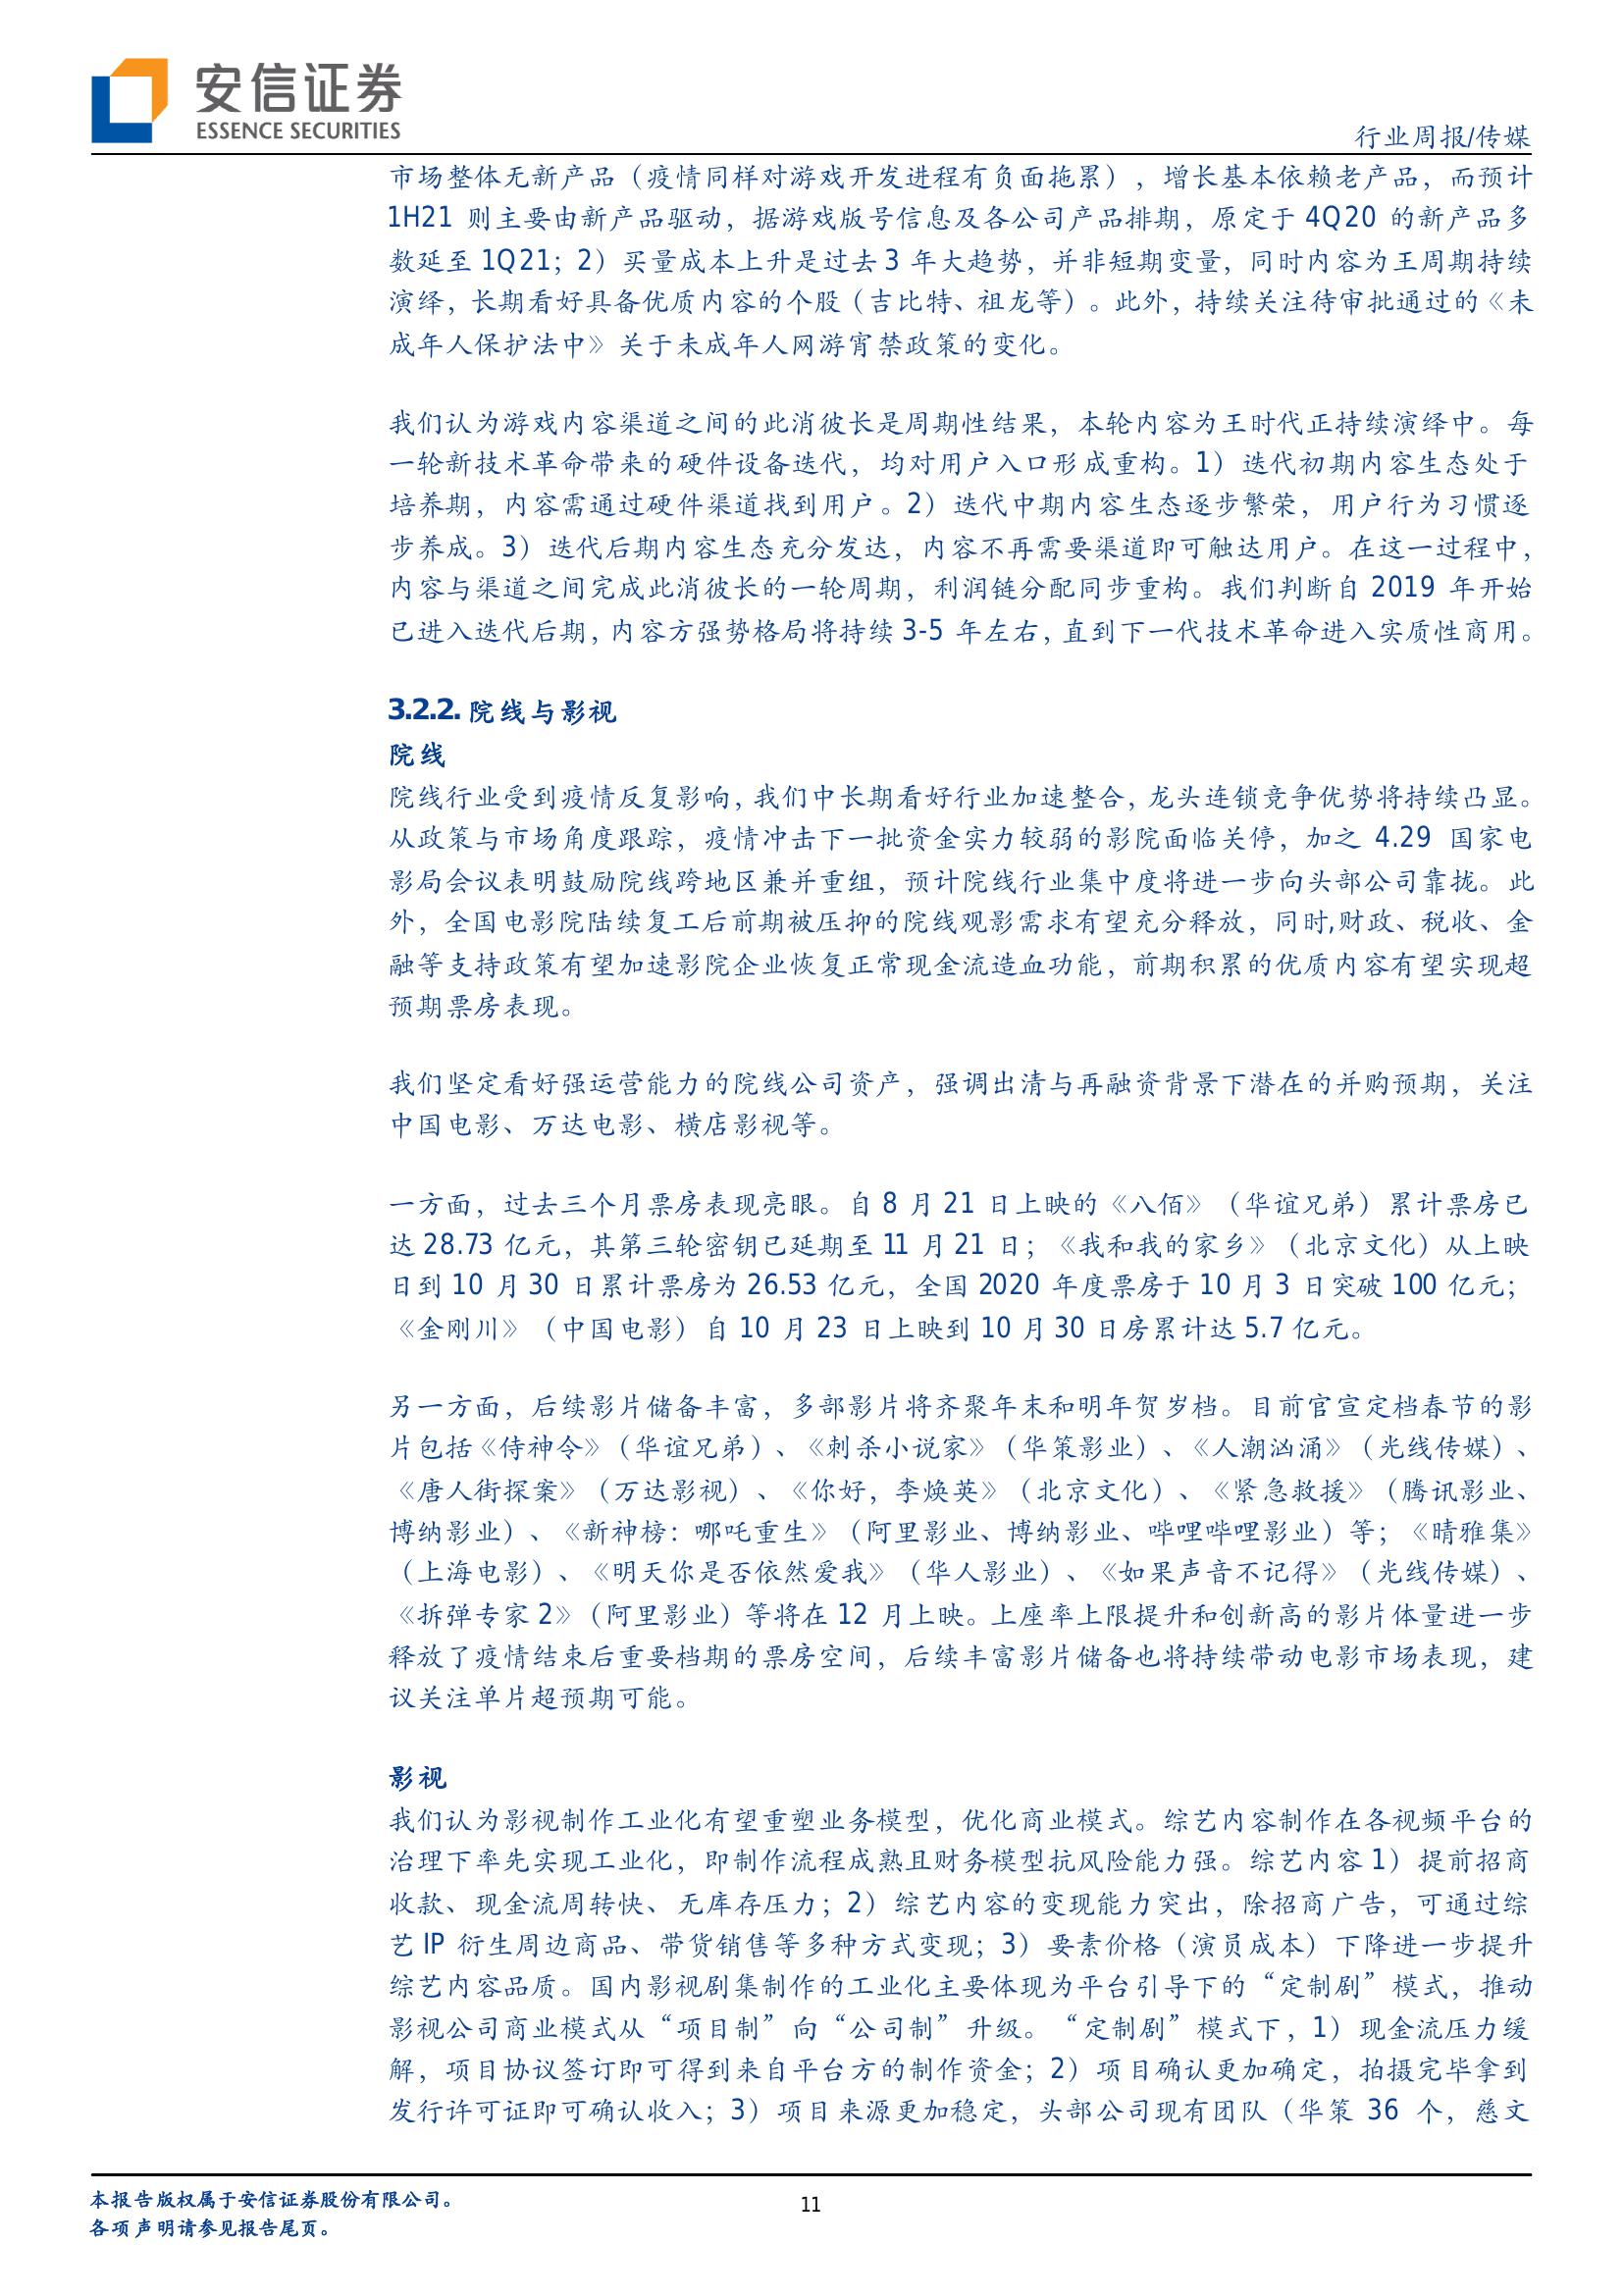 安信证券
ESSENCE SECURITIES
行业周报/传媒
市场整体无新产品（疫情同样对游戏开发进程有负面拖累），增长基本依赖老产品，而预计
1H21 则主要由新产品驱动，据游戏版号信息及各公司产品排期，原定于 4Q20 的新产品多
数延至 1Q21；2）买量成本上升是过去 3 年大趋势，并非短期变量，同时内容为王周期持续
演绎，长期看好具备优质内容的个股（吉比特、祖龙等）。此外，持续关注待审批通过的《未
成年人保护法中》关于未成年人网游宵禁政策的变化。
我们认为游戏内容渠道之间的此消彼长是周期性结果，本轮内容为王时代正持续演绎中。每
一轮新技术革命带来的硬件设备迭代，均对用户入口形成重构。1）迭代初期内容生态处于
培养期，内容需通过硬件渠道找到用户。2）迭代中期内容生态逐步繁荣，用户行为习惯逐
步养成。3）迭代后期内容生态充分发达，内容不再需要渠道即可触达用户。在这一过程中，
内容与渠道之间完成此消彼长的一轮周期，利润链分配同步重构。我们判断自 2019 年开始
已进入迭代后期，内容方强势格局将持续 3-5 年左右，直到下一代技术革命进入实质性商用。
3.2.2. 院线与影视
院线
院线行业受到疫情反复影响，我们中长期看好行业加速整合，龙头连锁竞争优势将持续凸显。
从政策与市场角度跟踪，疫情冲击下一批资金实力较弱的影院面临关停，加之 4.29 国家电
影局会议表明鼓励院线跨地区兼并重组，预计院线行业集中度将进一步向头部公司靠拢。此
外，全国电影院陆续复工后前期被压抑的院线观影需求有望充分释放，同时,财政、税收、金
融等支持政策有望加速影院企业恢复正常现金流造血功能，前期积累的优质内容有望实现超
预期票房表现。
我们坚定看好强运营能力的院线公司资产，强调出清与再融资背景下潜在的并购预期，关注
中国电影、万达电影、横店影视等。
一方面，过去三个月票房表现亮眼。自 8 月 21 日上映的《八佰》（华谊兄弟）累计票房已
达 28.73 亿元，其第三轮密钥已延期至 11 月 21 日；《我和我的家乡》（北京文化）从上映
日到 10 月 30 日累计票房为 26.53 亿元，全国 2020 年度票房于 10 月 3 日突破 100 亿元；
《金刚川》（中国电影）自 10 月 23 日上映到 10 月 30 日房累计达 5.7 亿元。
另一方面，后续影片储备丰富，多部影片将齐聚年末和明年贺岁档。目前官宣定档春节的影
片包括《侍神令》（华谊兄弟）、《刺杀小说家》（华策影业）、《人潮汹涌》（光线传媒）、
《唐人街探案》（万达影视）、《你好，李焕英》（北京文化）、《紧急救援》（腾讯影业、
博纳影业）、《新神榜：哪吒重生》（阿里影业、博纳影业、哔哩哔哩影业）等；《晴雅集》
（上海电影）、《明天你是否依然爱我》（华人影业）、《如果声音不记得》（光线传媒）、
《拆弹专家 2》（阿里影业）等将在 12 月上映。上座率上限提升和创新高的影片体量进一步
释放了疫情结束后重要档期的票房空间，后续丰富影片储备也将持续带动电影市场表现，建
议关注单片超预期可能。
影视
我们认为影视制作工业化有望重塑业务模型，优化商业模式。综艺内容制作在各视频平台的
治理下率先实现工业化，即制作流程成熟且财务模型抗风险能力强。综艺内容 1）提前招商
收款、现金流周转快、无库存压力；2）综艺内容的变现能力突出，除招商广告，可通过综
艺 IP 衍生周边商品、带货销售等多种方式变现；3）要素价格（演员成本）下降进一步提升
综艺内容品质。国内影视剧集制作的工业化主要体现为平台引导下的“定制剧”模式，推动
影视公司商业模式从“项目制”向“公司制”升级。“定制剧”模式下，1）现金流压力缓
解，项目协议签订即可得到来自平台方的制作资金；2）项目确认更加确定，拍摄完毕拿到
发行许可证即可确认收入；3）项目来源更加稳定，头部公司现有团队（华策 36 个，慈文
本报告版权属于安信证券股份有限公司。
各项声明请参见报告尾页。
11